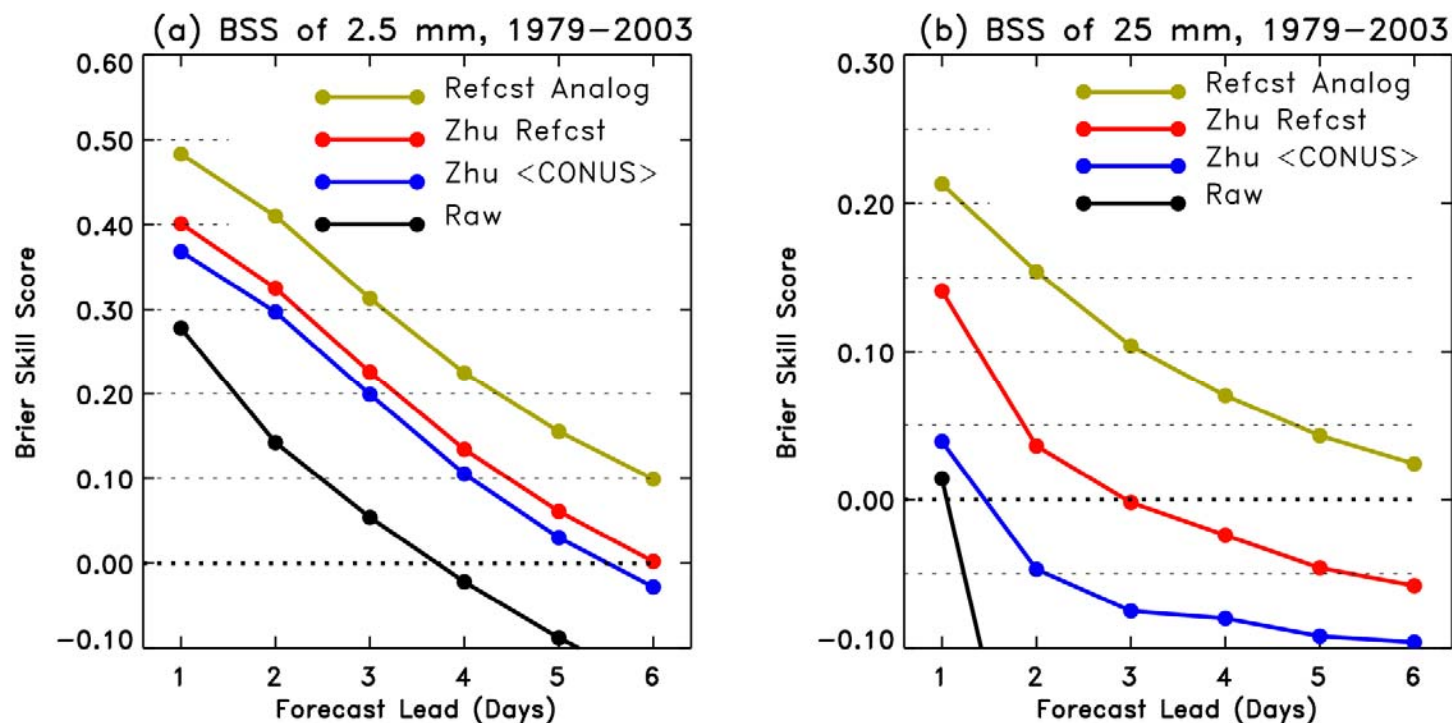 (a) BSS of 2.5 mm, 1979-2003
0.60
0.50
0.40
0.30
0.20
0.10
0.00
-0.10
Brier Skill Score
Refcst Analog
Zhu Refcst
Zhu <CONUS>
Raw
1 2 3 4 5 6
Forecast Lead (Days)
(b) BSS of 25 mm, 1979-2003
0.30
0.20
0.10
0.00
-0.10
Brier Skill Score
Refcst Analog
Zhu Refcst
Zhu <CONUS>
Raw
1 2 3 4 5 6
Forecast Lead (Days)